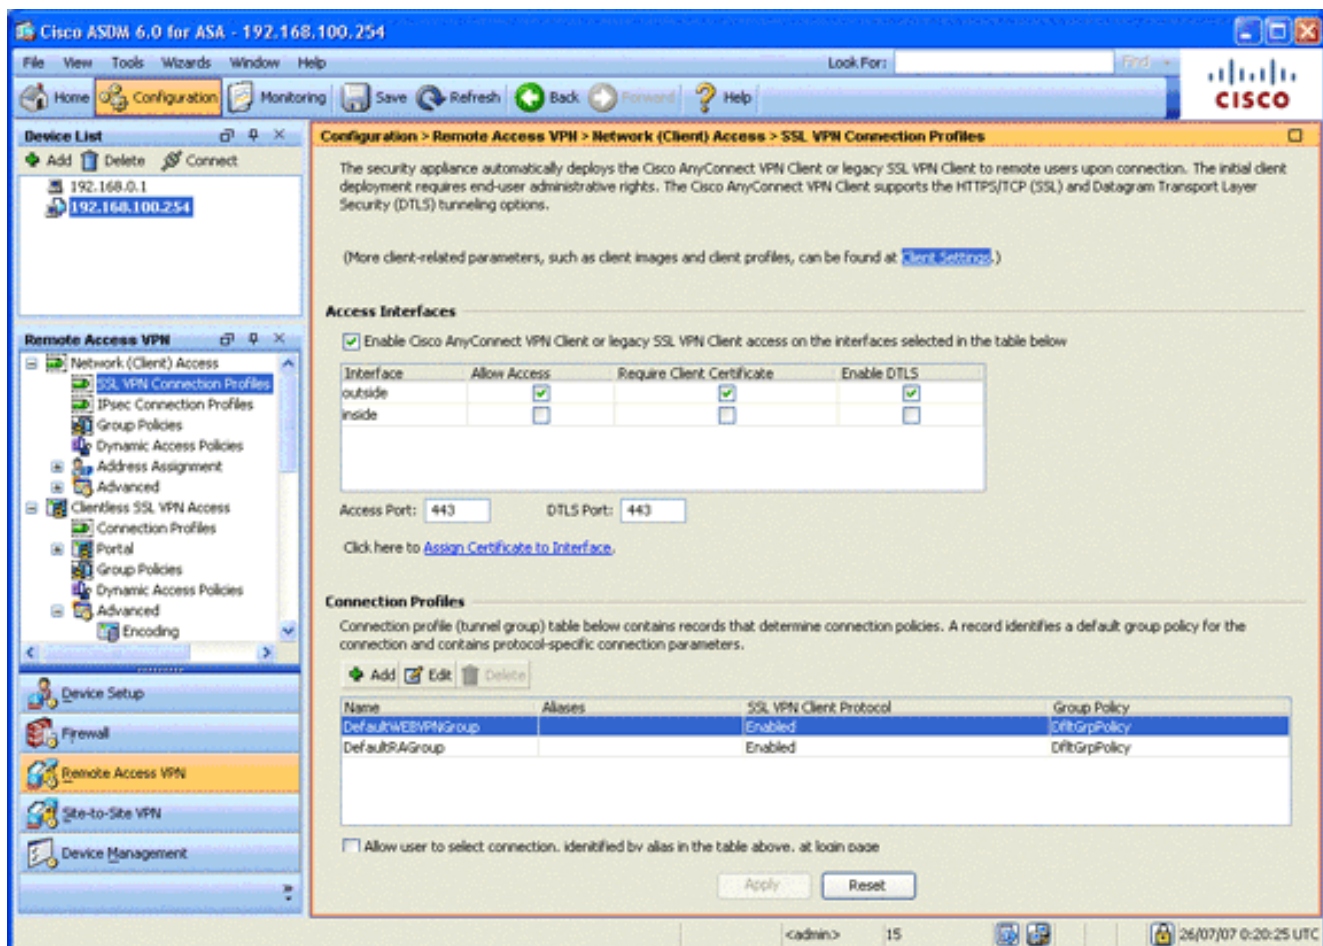 Cisco ASDM 6.0 for ASA - 192.168.100.254
File View Tools Wizards Window Help
Look For: Find
Home Configuration Monitoring Save Refresh Back Forward Help
CISCO
Device List
Add Delete Connect
192.168.0.1
192.168.100.254
Remote Access VPN
Network (Client) Access
SSL VPN Connection Profiles
IPsec Connection Profiles
Group Policies
Dynamic Access Policies
Address Assignment
Advanced
Clientless SSL VPN Access
Connection Profiles
Portal
Group Policies
Dynamic Access Policies
Advanced
Encoding
Device Setup
Firewall
Remote Access VPN
Site-to-Site VPN
Device Management
Configuration > Remote Access VPN > Network (Client) Access > SSL VPN Connection Profiles
The security appliance automatically deploys the Cisco AnyConnect VPN Client or legacy SSL VPN Client to remote users upon connection. The initial client
deployment requires end-user administrative rights. The Cisco AnyConnect VPN Client supports the HTTPS/TCP (SSL) and Datagram Transport Layer
Security (DTLS) tunneling options.
(More client-related parameters, such as client images and client profiles, can be found at Client Settings.)
Access Interfaces
Enable Cisco AnyConnect VPN Client or legacy SSL VPN Client access on the interfaces selected in the table below
Interface Allow Access Require Client Certificate Enable DTLS
outside
inside
Access Port: 443 DTLS Port: 443
Click here to Assign Certificate to Interface.
Connection Profiles
Connection profile (tunnel group) table below contains records that determine connection policies. A record identifies a default group policy for the
connection and contains protocol-specific connection parameters.
Add Edit Delete
Name Aliases SSL VPN Client Protocol Group Policy
DefaultWEBVPNGroup Enabled DfltGrpPolicy
DefaultRAGroup Enabled DfltGrpPolicy
Allow user to select connection, identified by alias in the table above, at login page
Apply Reset
<admin> 15 26/07/07 0:20:25 UTC